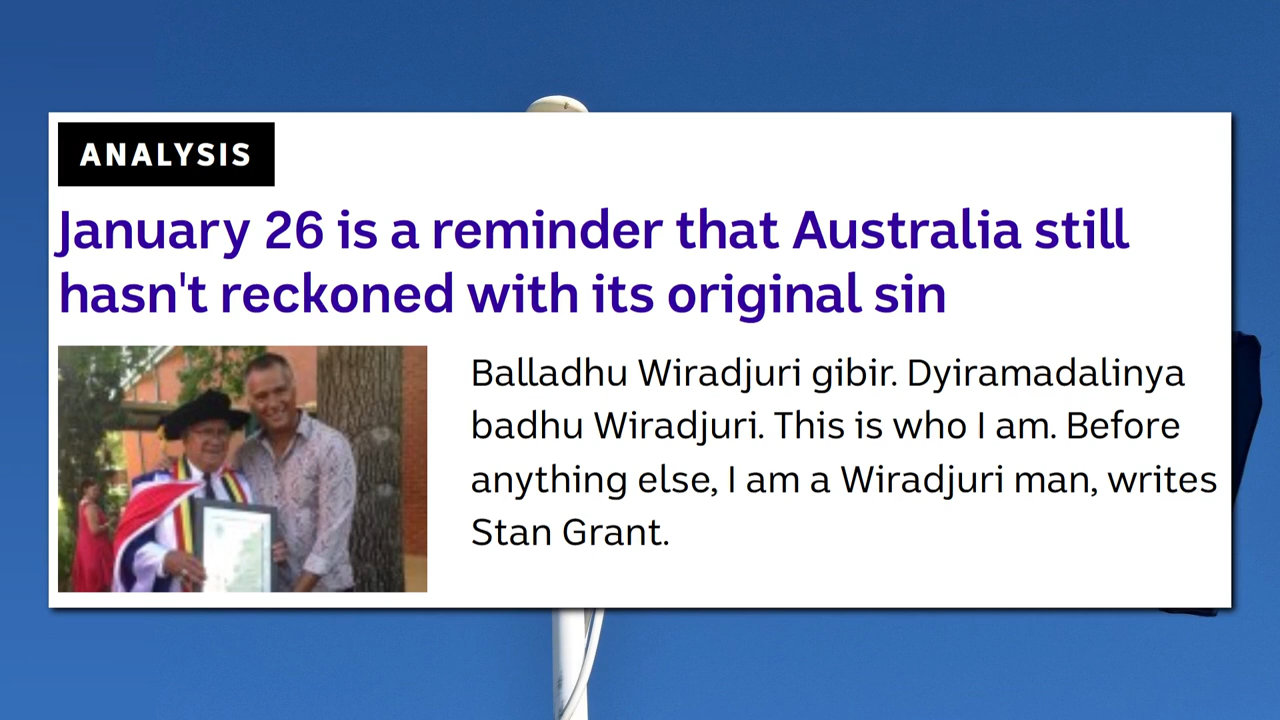 ANALYSIS
January 26 is a reminder that Australia still
hasn't reckoned with its original sin
Balladhu Wiradjuri gibir. Dyiramadalinya
badhu Wiradjuri. This is who I am. Before
anything else, I am a Wiradjuri man, writes
Stan Grant.